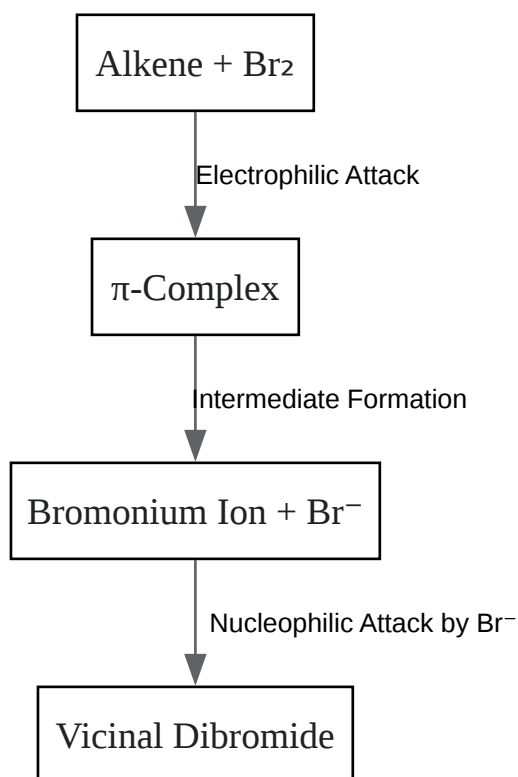 Alkene + Br₂
Electrophilic Attack
π-Complex
Intermediate Formation
Bromonium Ion + Br⁻
Nucleophilic Attack by Br⁻
Vicinal Dibromide